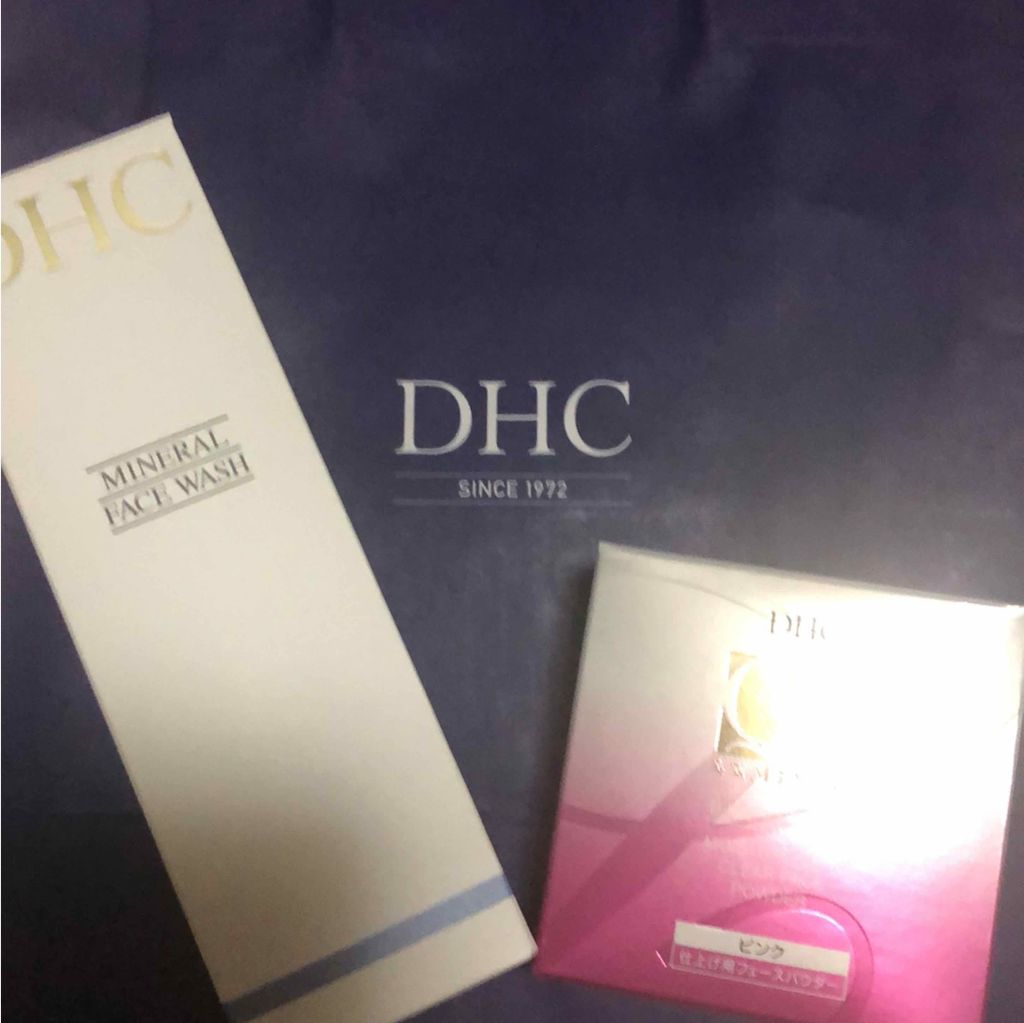 DHC
MINERAL
FACE WASH
DHC
SINCE 1972
DHC
POWDER
ピンク
仕上げ用フェースパウダー